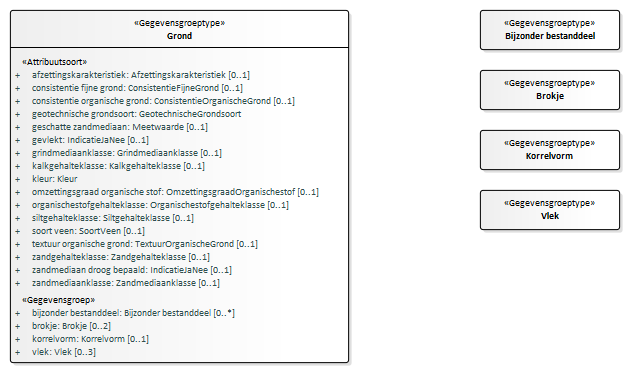 «Gegevensgroeptype»
Grond
«Attribuutsoort»
+ afzettingskarakteristiek: Afzettingskarakteristiek [0..1]
+ consistentie fijne grond: ConsistentieFijneGrond [0..1]
+ consistentie organische grond: ConsistentieOrganischeGrond [0..1]
+ geotechnische grondsoort: GeotechnischeGrondsoort
+ geschatte zandmediaan: Meetwaarde [0..1]
+ gevlekt: IndicatieJaNee [0..1]
+ grindmediaanklasse: Grindmediaanklasse [0..1]
+ kalkgehalteklasse: Kalkgehalteklasse [0..1]
+ kleur: Kleur
+ omzettingsgraad organische stof: OmzettingsgraadOrganischestof [0..1]
+ organischestofgehalteklasse: Organischestofgehalteklasse [0..1]
+ siltgehalteklasse: Siltgehalteklasse [0..1]
+ soort veen: SoortVeen [0..1]
+ textuur organische grond: TextuurOrganischeGrond [0..1]
+ zandgehalteklasse: Zandgehalteklasse [0..1]
+ zandmediaan droog bepaald: IndicatieJaNee [0..1]
+ zandmediaanklasse: Zandmediaanklasse [0..1]
«Gegevensgroep»
+ bijzonder bestanddeel: Bijzonder bestanddeel [0..*]
+ brokje: Brokje [0..2]
+ korrelvorm: Korrelvorm [0..1]
+ vlek: Vlek [0..3]
«Gegevensgroeptype»
Bijzonder bestanddeel
«Gegevensgroeptype»
Brokje
«Gegevensgroeptype»
Korrelvorm
«Gegevensgroeptype»
Vlek